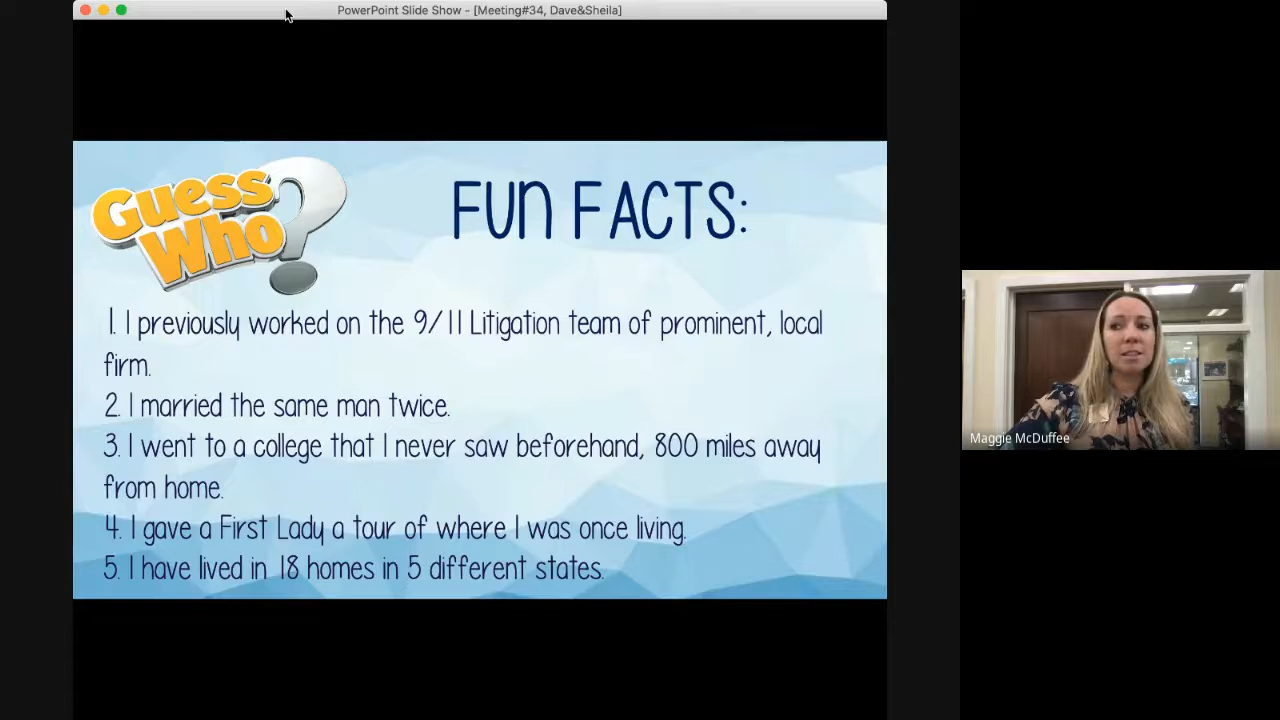 PowerPoint Slide Show - [Meeting#34, Dave&Sheila]
Guess
Who?
FUN FACTS:
1. I previously worked on the 9/11 Litigation team of prominent, local
firm.
2. I married the same man twice.
3. I went to a college that I never saw beforehand, 800 miles away
from home.
4. I gave a First Lady a tour of where I was once living.
5. I have lived in 18 homes in 5 different states.
Maggie McDuffee